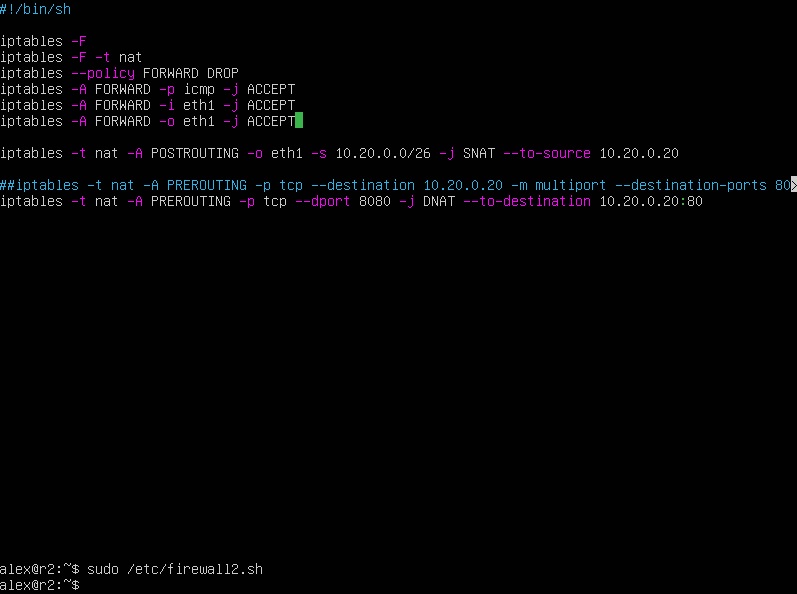 #!/bin/sh
iptables -F
iptables -F -t nat
iptables --policy FORWARD DROP
iptables -A FORWARD -p icmp -j ACCEPT
iptables -A FORWARD -i eth1 -j ACCEPT
iptables -A FORWARD -o eth1 -j ACCEPT
iptables -t nat -A POSTROUTING -o eth1 -s 10.20.0.0/26 -j SNAT --to-source 10.20.0.20
##iptables -t nat -A PREROUTING -p tcp --destination 10.20.0.20 -m multiport --destination-ports 80>
iptables -t nat -A PREROUTING -p tcp --dport 8080 -j DNAT --to-destination 10.20.0.20:80
alex@r2:~$ sudo /etc/firewall2.sh
alex@r2:~$